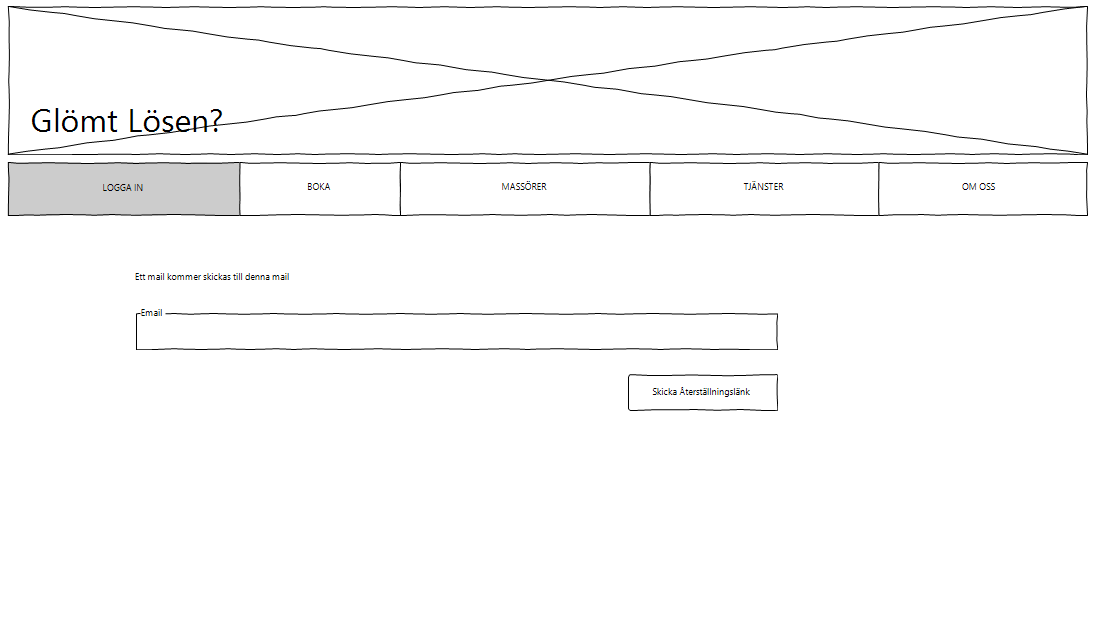 Glömt Lösen?
LOGGA IN
BOKA
MASSÖRER
TJÄNSTER
OM OSS
Ett mail kommer skickas till denna mail
Email
Skicka Återställningslänk